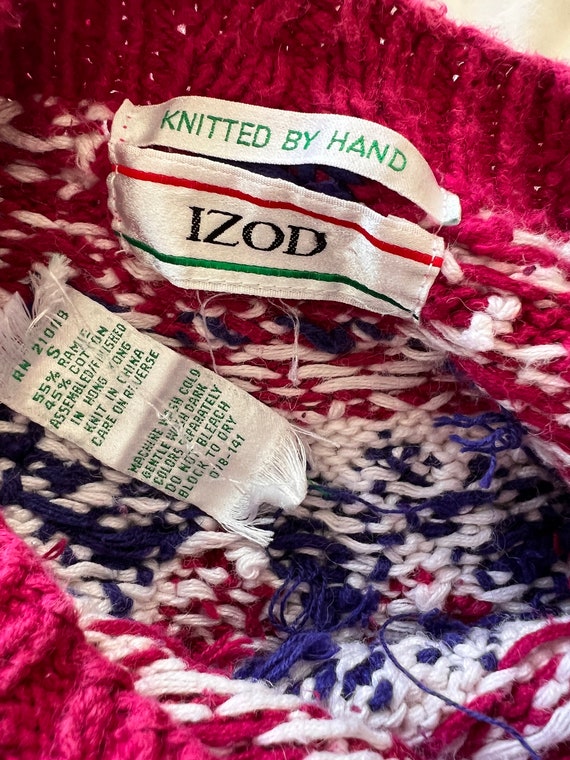 KNITTED BY HAND
IZOD
RN 21018
S
55% RAMIE
45% COTTON
ASSEMBLED/FINISHED
IN HONG KONG
KNIT IN CHINA
CARE ON REVERSE
MACHINE WASH COLD
GENTLE WASH DARK
COLORS SEPARATELY
DO NOT BLEACH
BLOCK TO DRY
078-141